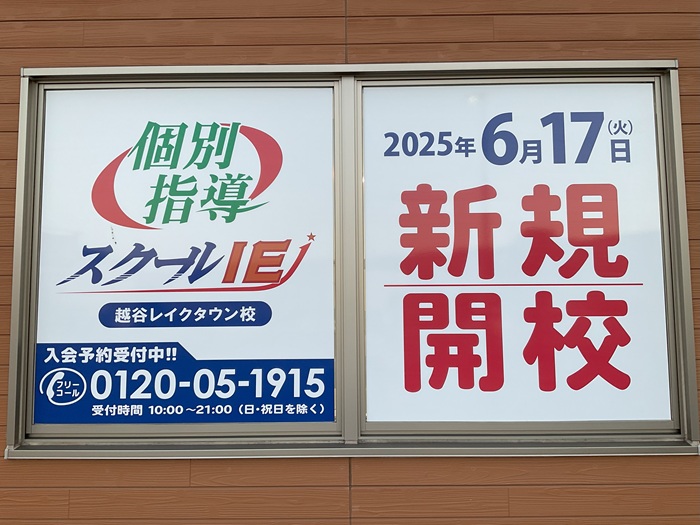 個別
指導
スクールIE
越谷レイクタウン校
入会予約受付中!!
フリー
コール
0120-05-1915
受付時間 10:00～21:00（日・祝日を除く）
2025年6月17日(火)
新規
開校